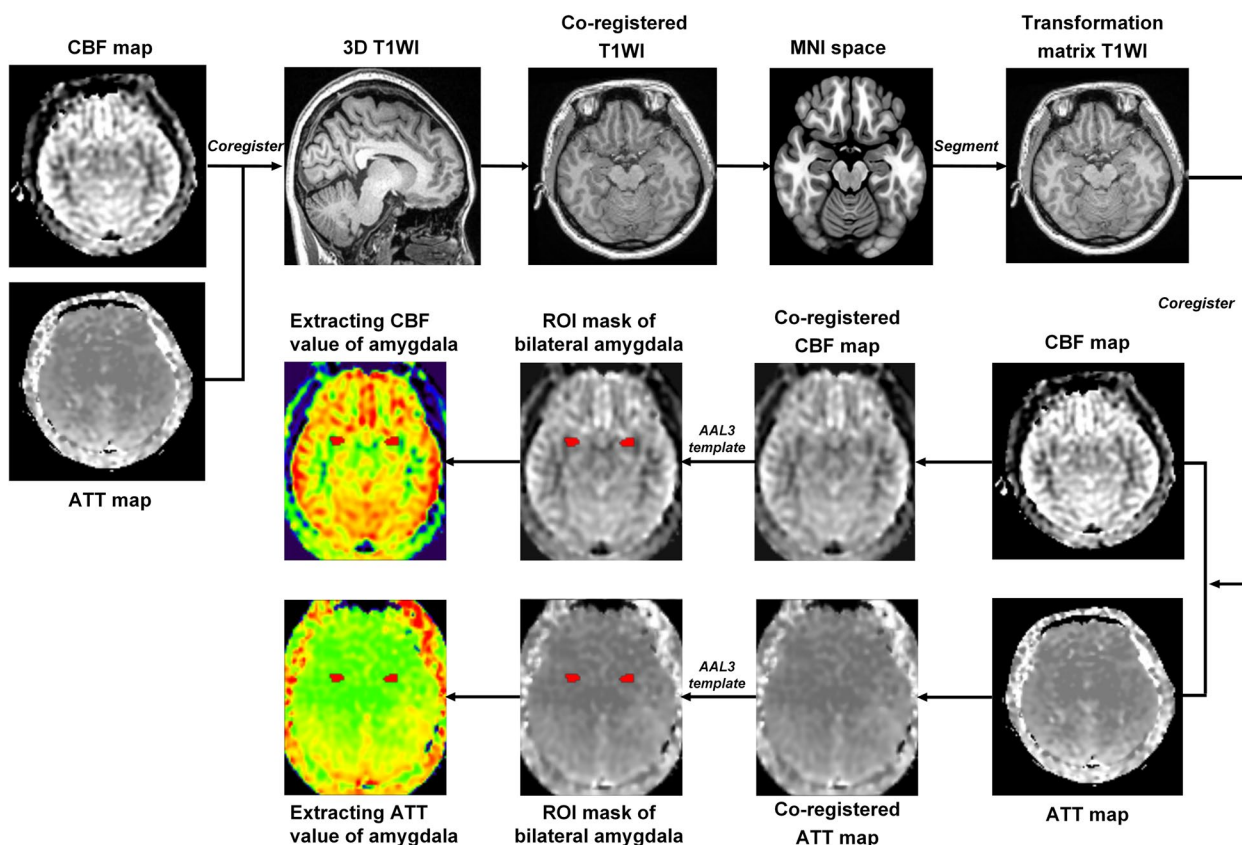 CBF map
3D T1WI
Co-registered
T1WI
MNI space
Transformation
matrix T1WI
Coregister
Segment
ATT map
Coregister
Extracting CBF
value of amygdala
ROI mask of
bilateral amygdala
Co-registered
CBF map
CBF map
AAL3
template
AAL3
template
Extracting ATT
value of amygdala
ROI mask of
bilateral amygdala
Co-registered
ATT map
ATT map